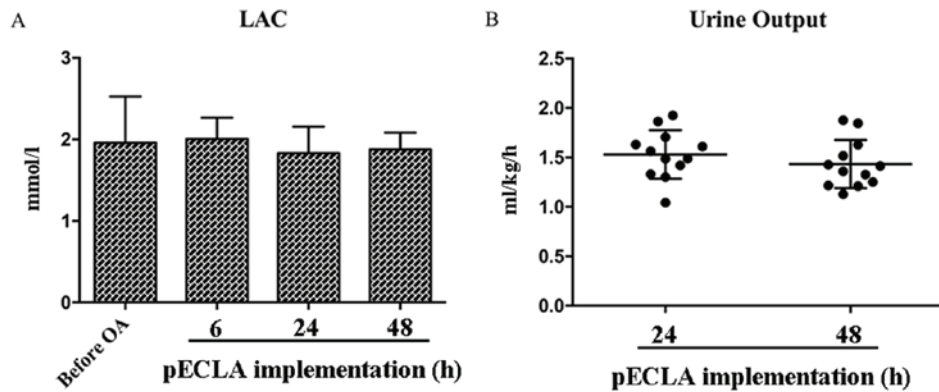 A
LAC
3
2
1
0
mmol/l
Before OA
6 24 48
pECLA implementation (h)
B
Urine Output
2.5
2.0
1.5
1.0
0.5
0.0
ml/kg/h
24 48
pECLA implementation (h)